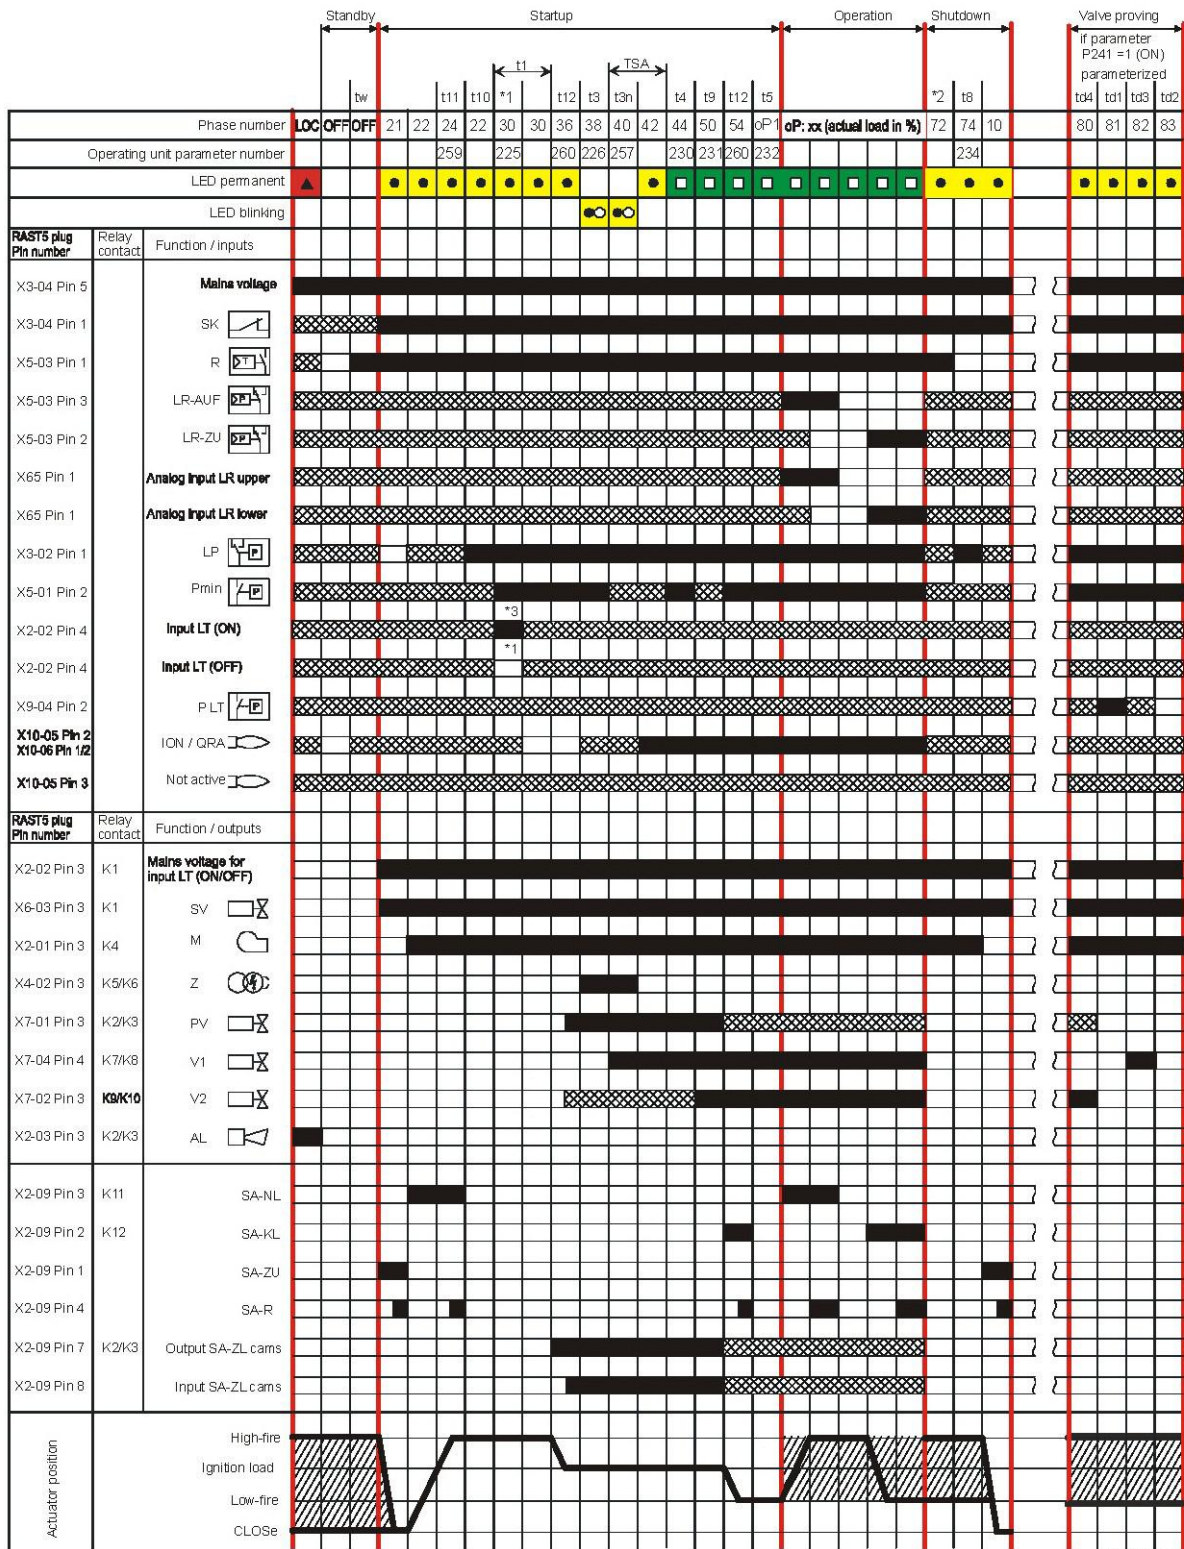 Standby Startup Operation Shutdown Valve proving
if parameter
P241 =1 (ON)
parameterized
t1 TSA
tw t11 t10 *1 t12 t3 t3n t4 t9 t12 t5 *2 t8 td4 td1 td3 td2
Phase number LOC OFF OFF 21 22 24 22 30 30 36 38 40 42 44 50 54 oP1 oP: xx (actual load in %) 72 74 10 80 81 82 83
Operating unit parameter number 259 225 260 226 257 230 231 260 232 234
LED permanent
LED blinking
RAST5 plug Pin number Relay contact Function / inputs
X3-04 Pin 5 Mains voltage
X3-04 Pin 1 SK
X5-03 Pin 1 R T
X5-03 Pin 3 LR-AUF P
X5-03 Pin 2 LR-ZU P
X65 Pin 1 Analog Input LR upper
X65 Pin 1 Analog Input LR lower
X3-02 Pin 1 LP P
X5-01 Pin 2 Pmin P
*3
X2-02 Pin 4 Input LT (ON)
*1
X2-02 Pin 4 Input LT (OFF)
X9-04 Pin 2 P LT P
X10-05 Pin 2
X10-06 Pin 1/2 ION / QRA
X10-05 Pin 3 Not active
RAST5 plug Pin number Relay contact Function / outputs
X2-02 Pin 3 K1 Mains voltage for input LT (ON/OFF)
X6-03 Pin 3 K1 SV
X2-01 Pin 3 K4 M
X4-02 Pin 3 K5/K6 Z
X7-01 Pin 3 K2/K3 PV
X7-04 Pin 4 K7/K8 V1
X7-02 Pin 3 K9/K10 V2
X2-03 Pin 3 K2/K3 AL
X2-09 Pin 3 K11 SA-NL
X2-09 Pin 2 K12 SA-KL
X2-09 Pin 1 SA-ZU
X2-09 Pin 4 SA-R
X2-09 Pin 7 K2/K3 Output SA-ZL cams
X2-09 Pin 8 Input SA-ZL cams
Actuator position
High-fire
Ignition load
Low-fire
CLOSe